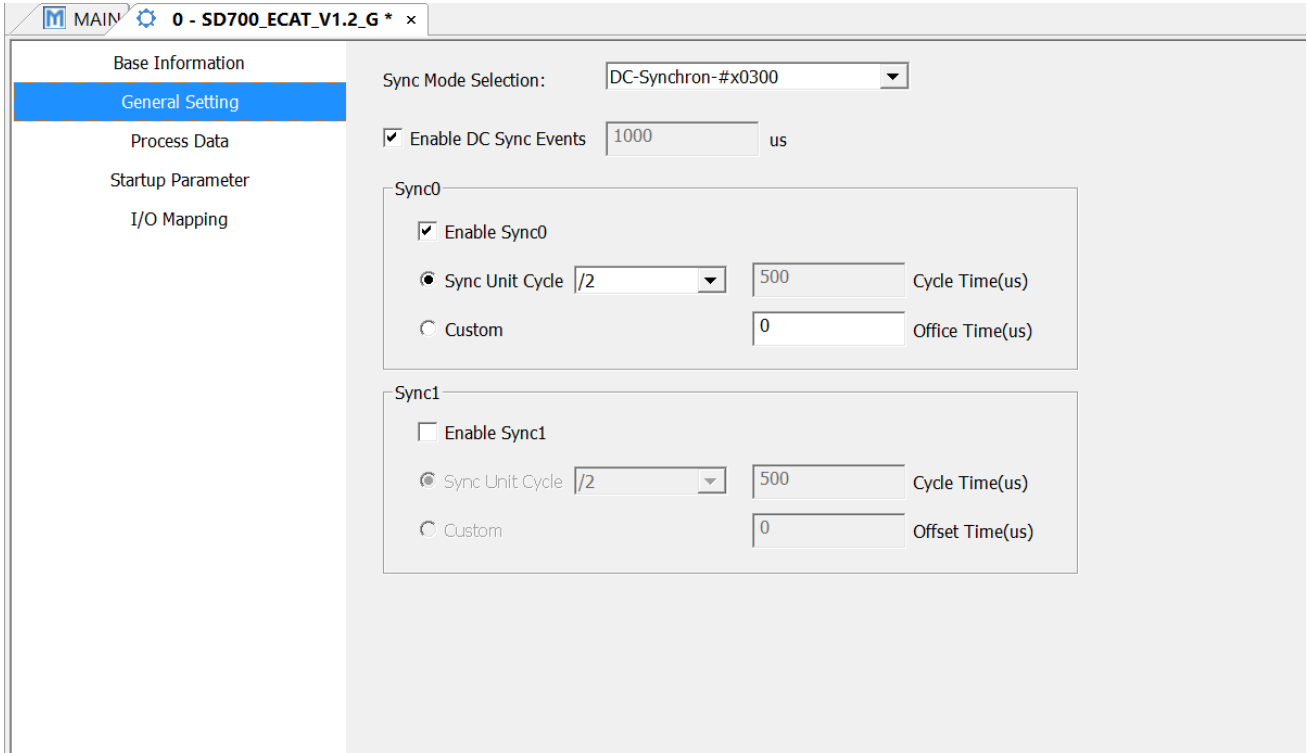 MAIN
0 - SD700_ECAT_V1.2_G * ×
Base Information
General Setting
Process Data
Startup Parameter
I/O Mapping
Sync Mode Selection: DC-Synchron-#x0300
Enable DC Sync Events 1000 us
Sync0
Enable Sync0
Sync Unit Cycle /2 500 Cycle Time(us)
Custom 0 Office Time(us)
Sync1
Enable Sync1
Sync Unit Cycle /2 500 Cycle Time(us)
Custom 0 Offset Time(us)